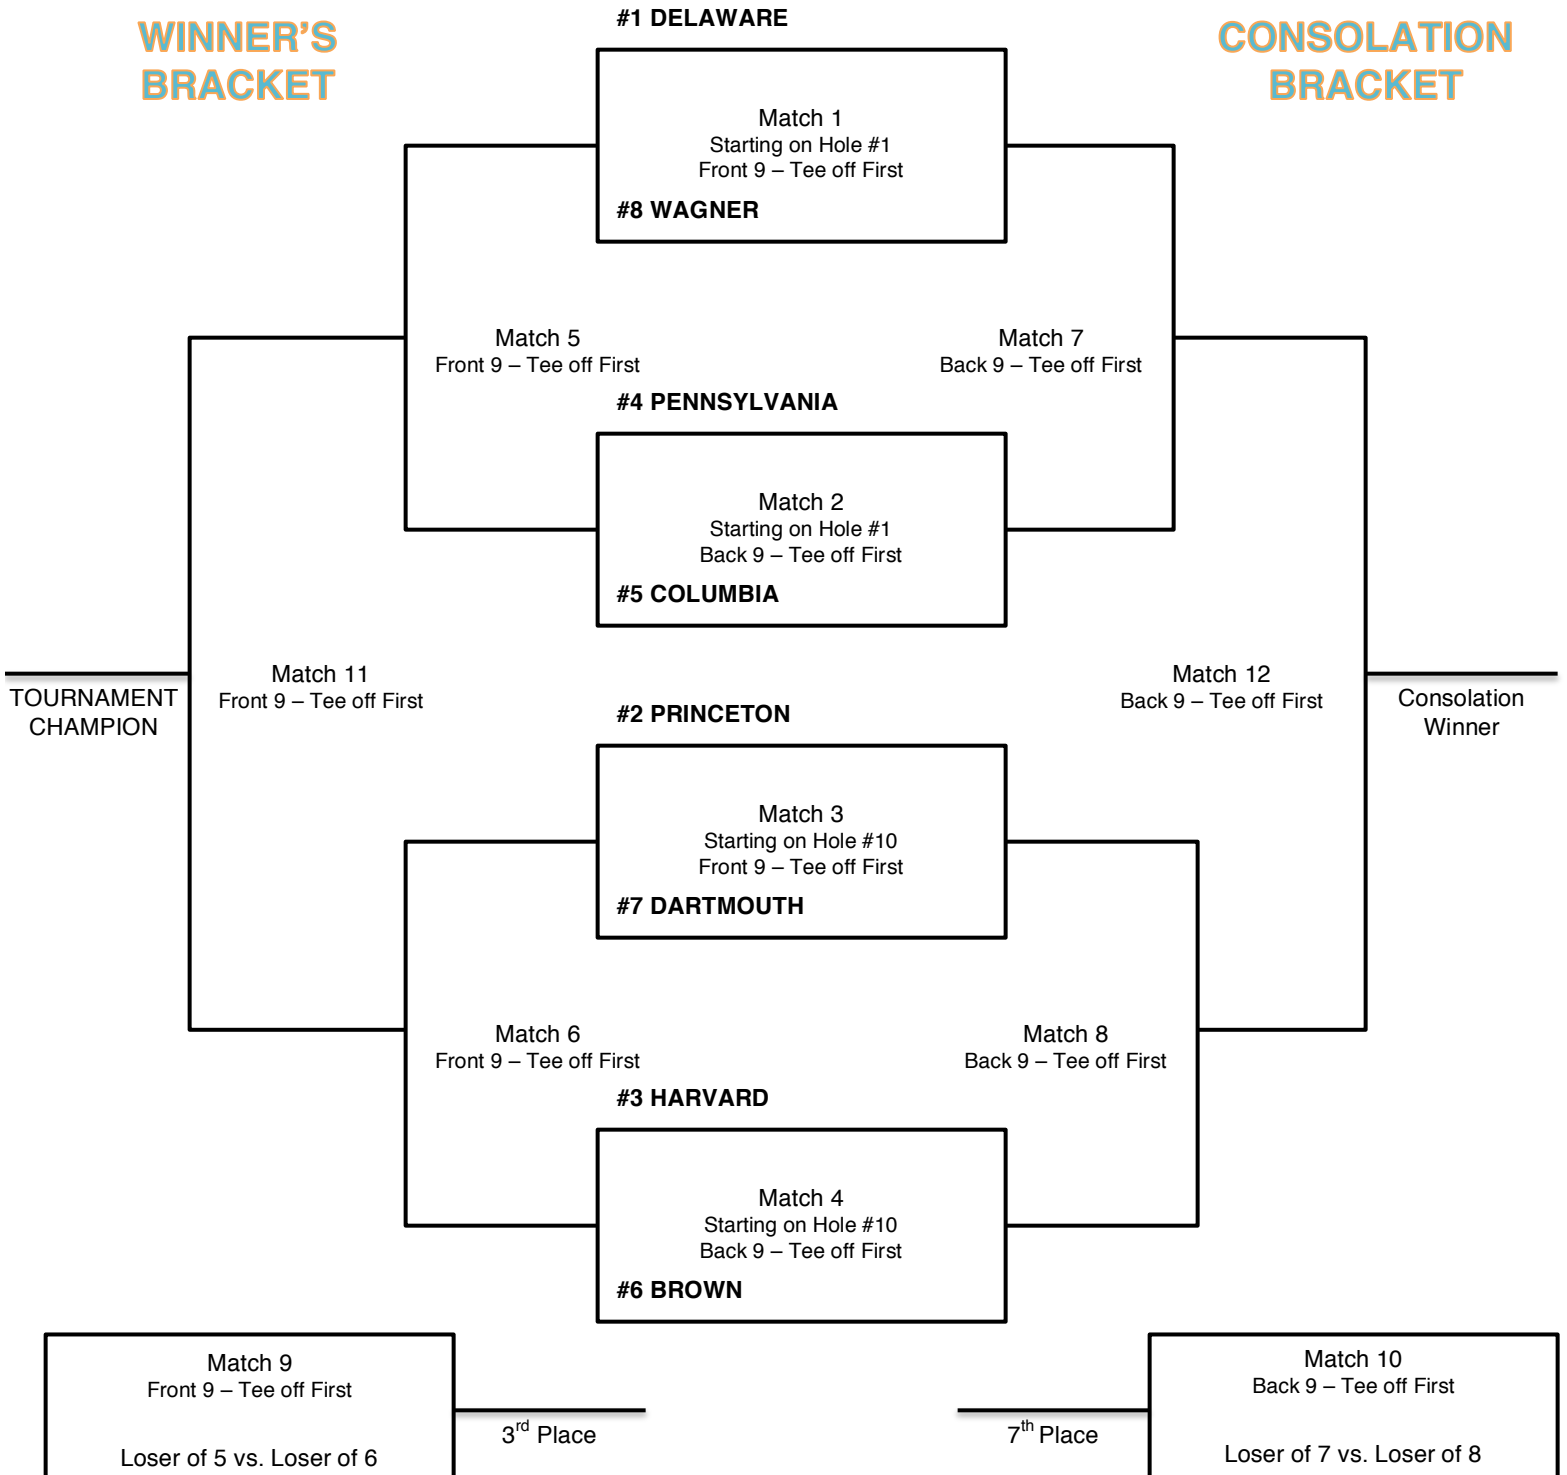 #1 DELAWARE
WINNER'S
BRACKET
CONSOLATION
BRACKET
Match 1
Starting on Hole #1
Front 9 – Tee off First
#8 WAGNER
Match 5
Front 9 – Tee off First
Match 7
Back 9 – Tee off First
#4 PENNSYLVANIA
Match 2
Starting on Hole #1
Back 9 – Tee off First
#5 COLUMBIA
Match 11
Front 9 – Tee off First
TOURNAMENT
CHAMPION
Match 12
Back 9 – Tee off First
Consolation
Winner
#2 PRINCETON
Match 3
Starting on Hole #10
Front 9 – Tee off First
#7 DARTMOUTH
Match 6
Front 9 – Tee off First
Match 8
Back 9 – Tee off First
#3 HARVARD
Match 4
Starting on Hole #10
Back 9 – Tee off First
#6 BROWN
Match 9
Front 9 – Tee off First
Loser of 5 vs. Loser of 6
3rd Place
7th Place
Match 10
Back 9 – Tee off First
Loser of 7 vs. Loser of 8